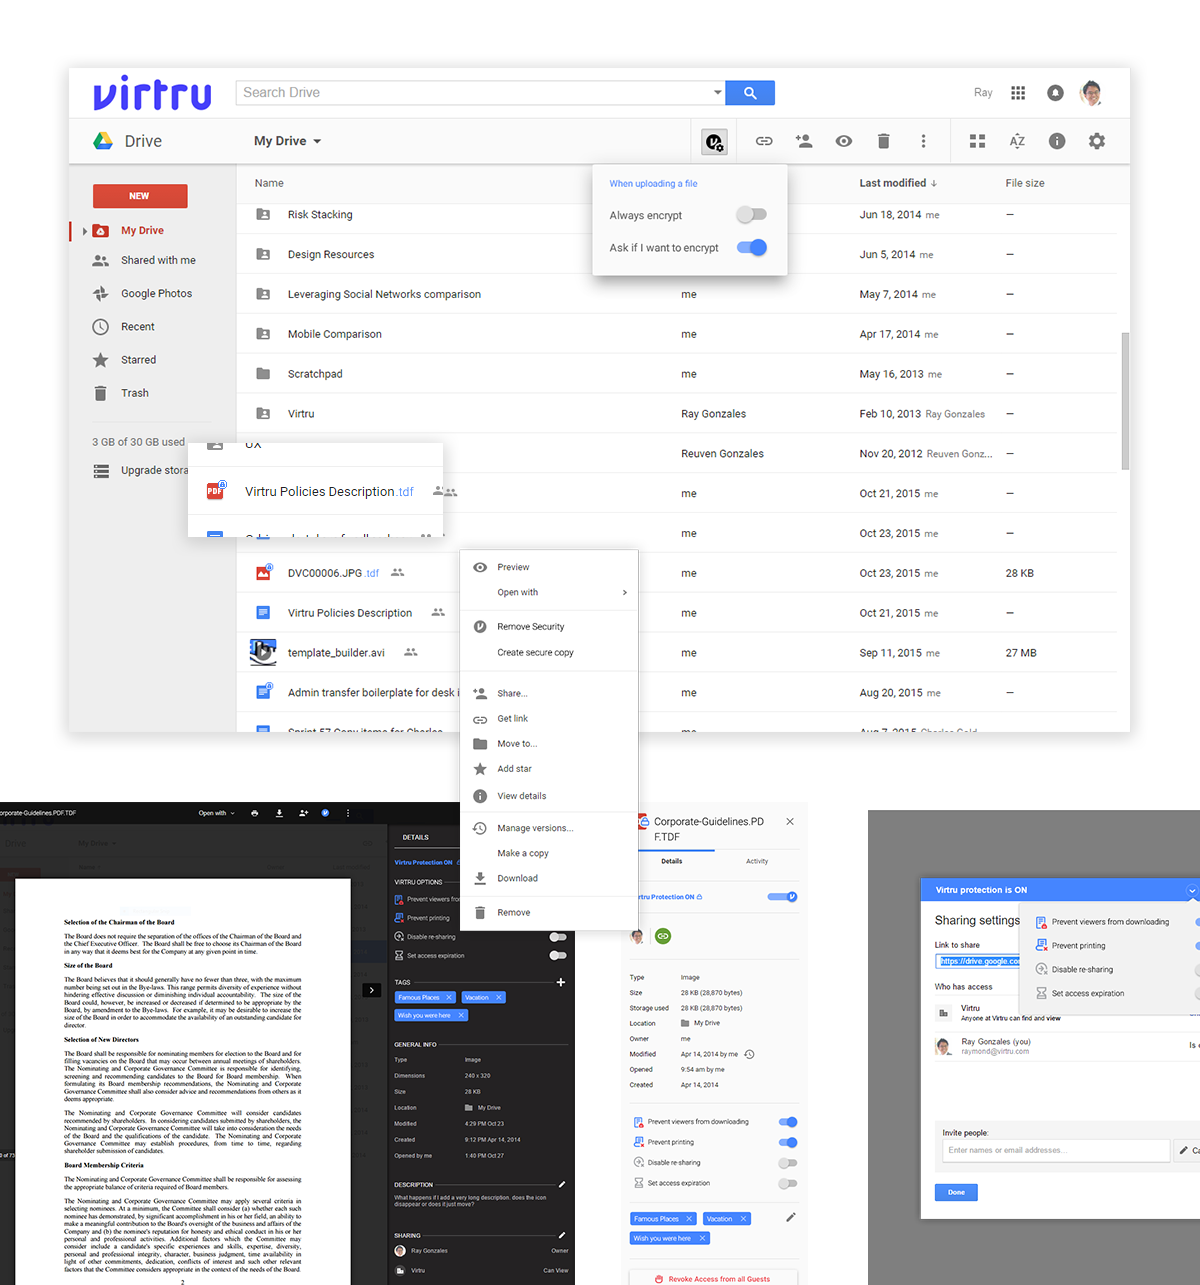 virtru
Search Drive
Ray
Drive
My Drive
NEW
My Drive
Shared with me
Google Photos
Recent
Starred
Trash
3 GB of 30 GB used
Upgrade stora
Name
Last modified
File size
When uploading a file
Always encrypt
Ask if I want to encrypt
Risk Stacking
Jun 18, 2014 me –
Design Resources
Jun 5, 2014 me –
Leveraging Social Networks comparison me May 7, 2014 me –
Mobile Comparison me Apr 17, 2014 me –
Scratchpad me May 16, 2013 me –
Virtru Ray Gonzales Feb 10, 2013 Ray Gonzales –
UX
Reuven Gonzales Nov 20, 2012 Reuven Gonz... –
Virtru Policies Description.tdf
me Oct 21, 2015 me –
me Oct 23, 2015 me –
DVC00006.JPG .tdf me Oct 23, 2015 me 28 KB
Virtru Policies Description me Oct 21, 2015 me –
template_builder.avi me Sep 11, 2015 me 27 MB
Admin transfer boilerplate for desk i me Aug 20, 2015 me –
Sprint 57 Copy items for Charles me Aug 7, 2015 Charles Gold
Preview
Open with
Remove Security
Create secure copy
Share...
Get link
Move to...
Add star
View details
Manage versions...
Make a copy
Download
Remove
orporate-Guidelines.PDF.TDF
Open with
Selection of the Chairman of the Board
The Board does not require the separation of the offices of the Chairman of the Board and
the Chief Executive Officer. The Board shall be free to choose its Chairman of the Board
in any way that it deems best for the Company at any given point in time.
Size of the Board
The Board believes that it should generally have no fewer than three, with the maximum
number being set out in the Bye-laws. This range permits diversity of experience without
hindering effective discussion or diminishing individual accountability. The size of the
Board could, however, be increased or decreased if determined to be appropriate by the
Board, by amendment to the Bye-laws. For example, it may be desirable to increase the
size of the Board in order to accommodate the availability of an outstanding candidate for
director.
Selection of New Directors
The Board shall be responsible for nominating members for election to the Board and for
filling vacancies on the Board that may occur between annual meetings of shareholders.
The Nominating and Corporate Governance Committee is responsible for identifying,
screening and recommending candidates to the Board for Board membership. When
formulating its Board membership recommendations, the Nominating and Corporate
Governance Committee shall also consider advice and recommendations from others as it
deems appropriate.
The Nominating and Corporate Governance Committee will consider candidates
recommended by shareholders. In considering candidates submitted by shareholders, the
Nominating and Corporate Governance Committee will take into consideration the needs
of the Board and the qualifications of the candidate. The Nominating and Corporate
Governance Committee may establish procedures, from time to time, regarding
shareholder submission of candidates.
Board Membership Criteria
The Nominating and Corporate Governance Committee shall be responsible for assessing
the appropriate balance of criteria required of Board members.
The Nominating and Corporate Governance Committee may apply several criteria in
selecting nominees. At a minimum, the Committee shall consider (a) whether each such
nominee has demonstrated, by significant accomplishment in his or her field, an ability to
make a meaningful contribution to the Board's oversight of the business and affairs of the
Company and (b) the nominee's reputation for honesty and ethical conduct in his or her
personal and professional activities. Additional factors which the Committee may
consider include a candidate's specific experiences and skills, expertise, diversity,
personal and professional integrity, character, business judgment, time availability in
light of other commitments, dedication, conflicts of interest and such other relevant
factors that the Committee considers appropriate in the context of the needs of the Board.
2
of 73
DETAILS
Virtru Protection ON
VIRTRU OPTIONS
Prevent viewers from
Prevent printing
Disable re-sharing
Set access expiration
TAGS
Famous Places
Vacation
Wish you were here
GENERAL INFO
Type Image
Dimensions 240 x 320
Size 28 KB
Location My Drive
Modified 4:29 PM Oct 23
Created 9:12 PM Apr 14, 2014
Opened by me 1:40 PM Oct 27
DESCRIPTION
What happens if I add a very long description. does the icon
disappear or does it just move?
SHARING
Ray Gonzales Owner
Virtru Can View
Corporate-Guidelines.PD
F.TDF
Details
Activity
rtru Protection ON
Type Image
Size 28 KB (28,870 bytes)
Storage used 28 KB (28,870 bytes)
Location My Drive
Owner me
Modified Apr 14, 2014 by me
Opened 9:54 am by me
Created Apr 14, 2014
Prevent viewers from downloading
Prevent printing
Disable re-sharing
Set access expiration
Famous Places
Vacation
Wish you were here
Revoke Access from all Guests
Virtru protection is ON
Sharing settings
Link to share
https://drive.google.co
Who has access
Virtru
Anyone at Virtru can find and view
Ray Gonzales (you)
raymond@virtru.com
Is
Prevent viewers from downloading
Prevent printing
Disable re-sharing
Set access expiration
Invite people:
Enter names or email addresses...
Ca
Done